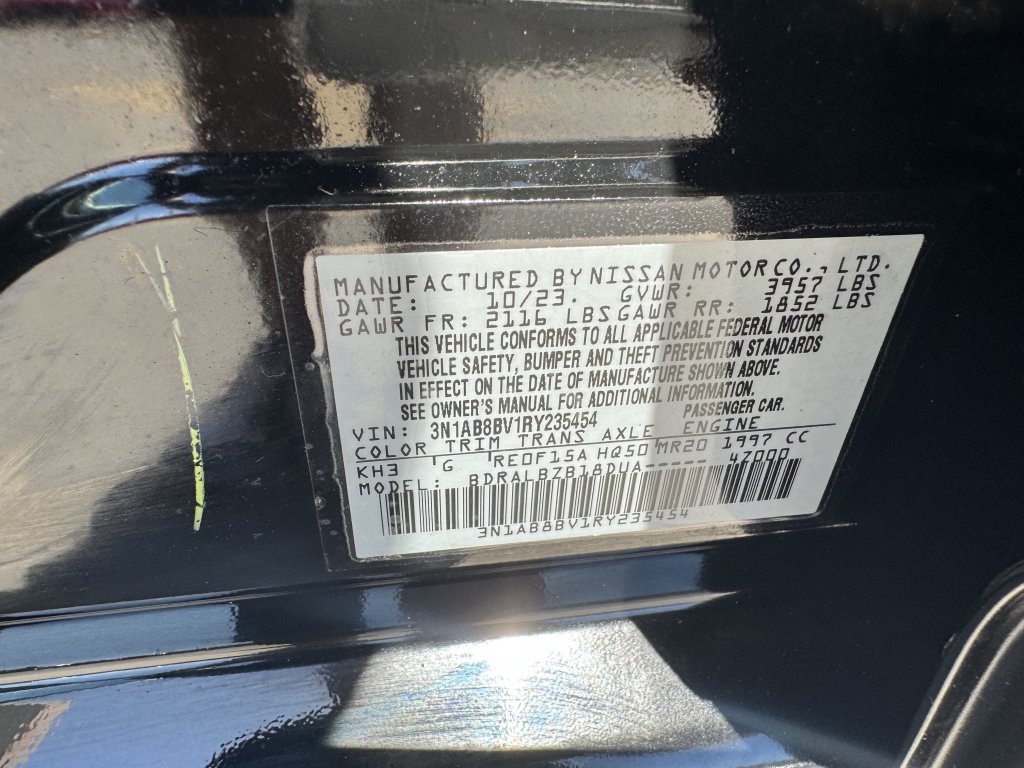 MANUFACTURED BY NISSAN MOTOR CO., LTD.
DATE: 10/23. GVWR: 3957 LBS
GAWR FR: 2116 LBS GAWR RR: 1852 LBS
THIS VEHICLE CONFORMS TO ALL APPLICABLE FEDERAL MOTOR
VEHICLE SAFETY, BUMPER AND THEFT PREVENTION STANDARDS
IN EFFECT ON THE DATE OF MANUFACTURE SHOWN ABOVE.
SEE OWNER'S MANUAL FOR ADDITIONAL INFORMATION.
VIN: 3N1AB8BV1RY235454 PASSENGER CAR.
COLOR TRIM TRANS AXLE ENGINE
KH3 G RE0F15A HQ50 MR20 1997 CC
MODEL: BDRALBZB18DUA----- 47000
3N1AB8BV1RY235454